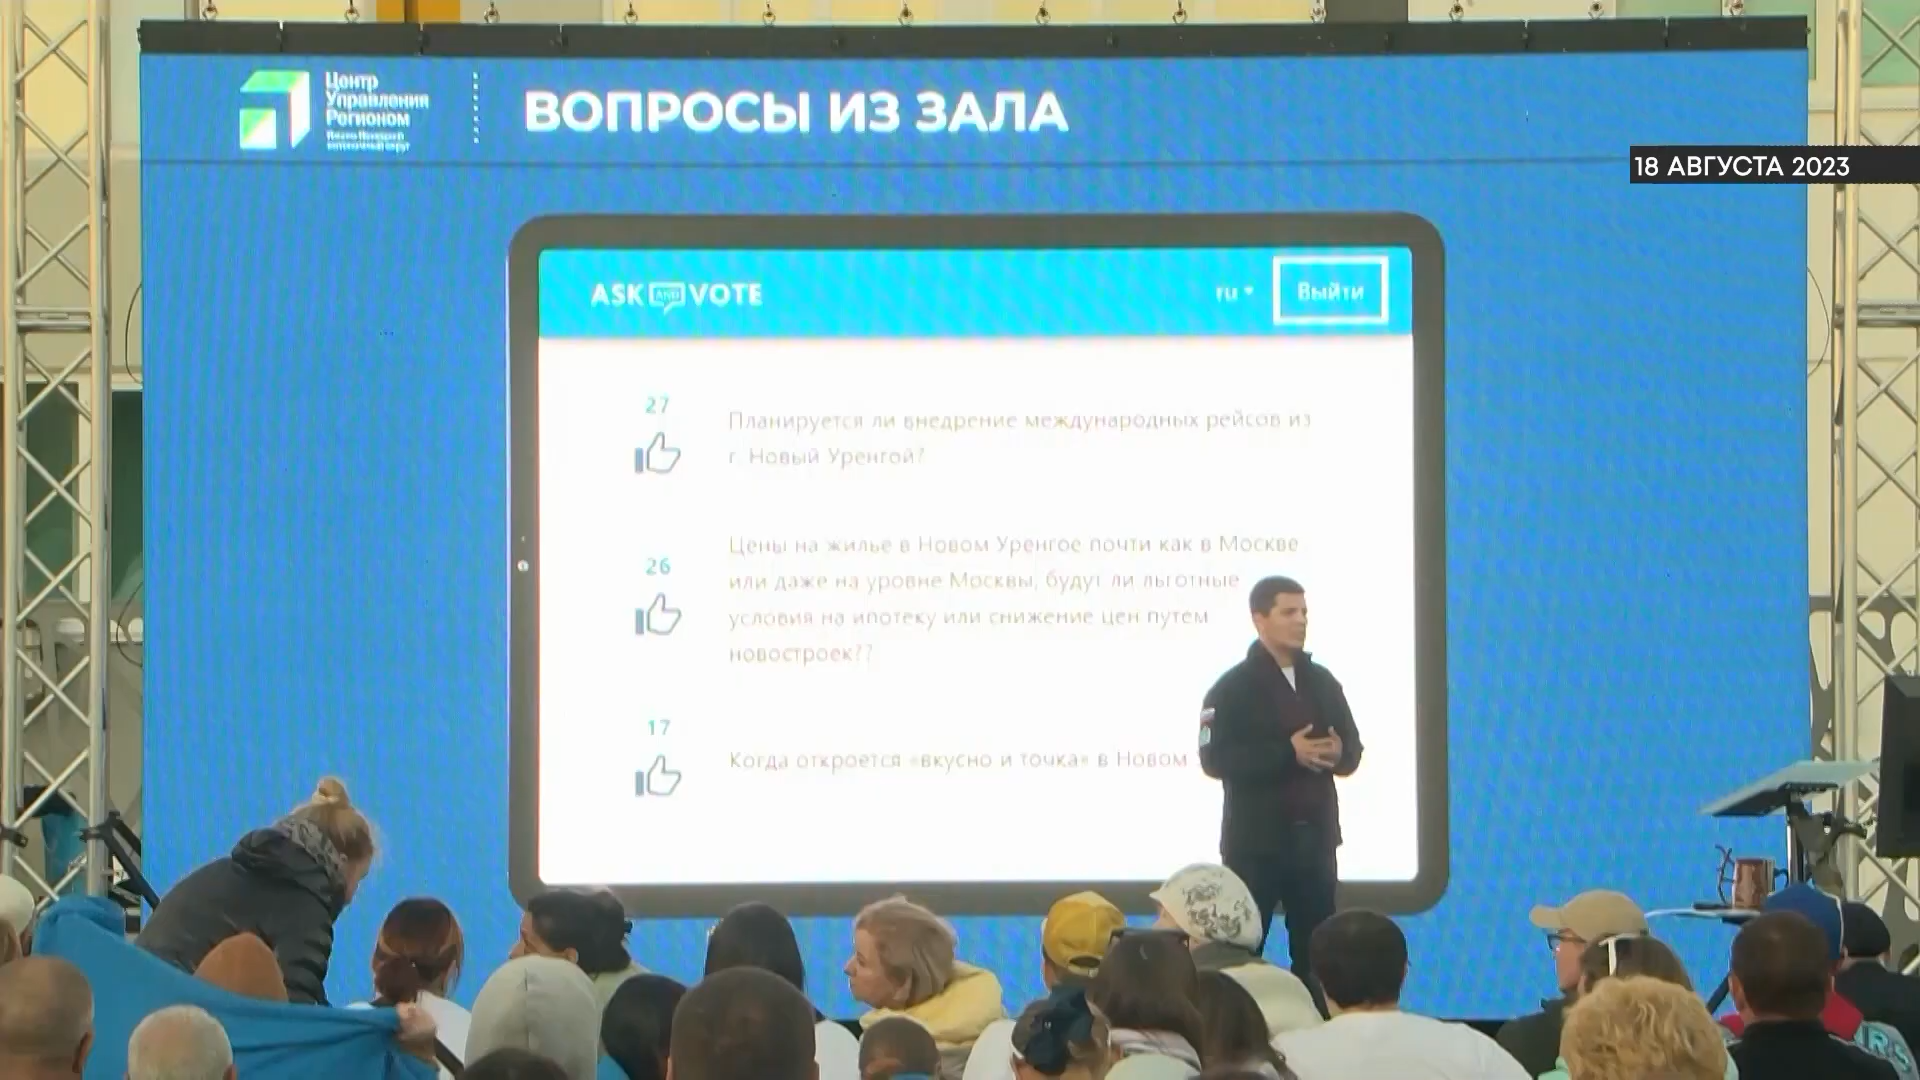 Центр
Управления
Регионом
ВОПРОСЫ ИЗ ЗАЛА
18 АВГУСТА 2023
ASK AND VOTE
ru
Выйти
27
Планируется ли внедрение международных рейсов из
г. Новый Уренгой?
26
Цены на жилье в Новом Уренгое почти как в Москве
или даже на уровне Москвы, будут ли льготные
условия на ипотеку или снижение цен путем
новостроек??
17
Когда откроется «вкусно и точка» в Новом